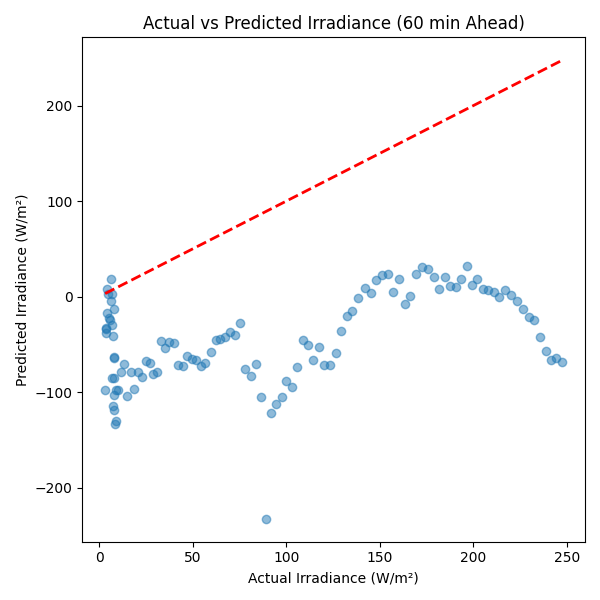 Actual vs Predicted Irradiance (60 min Ahead)
Predicted Irradiance (W/m²)
200
100
0
−100
−200
0 50 100 150 200 250
Actual Irradiance (W/m²)